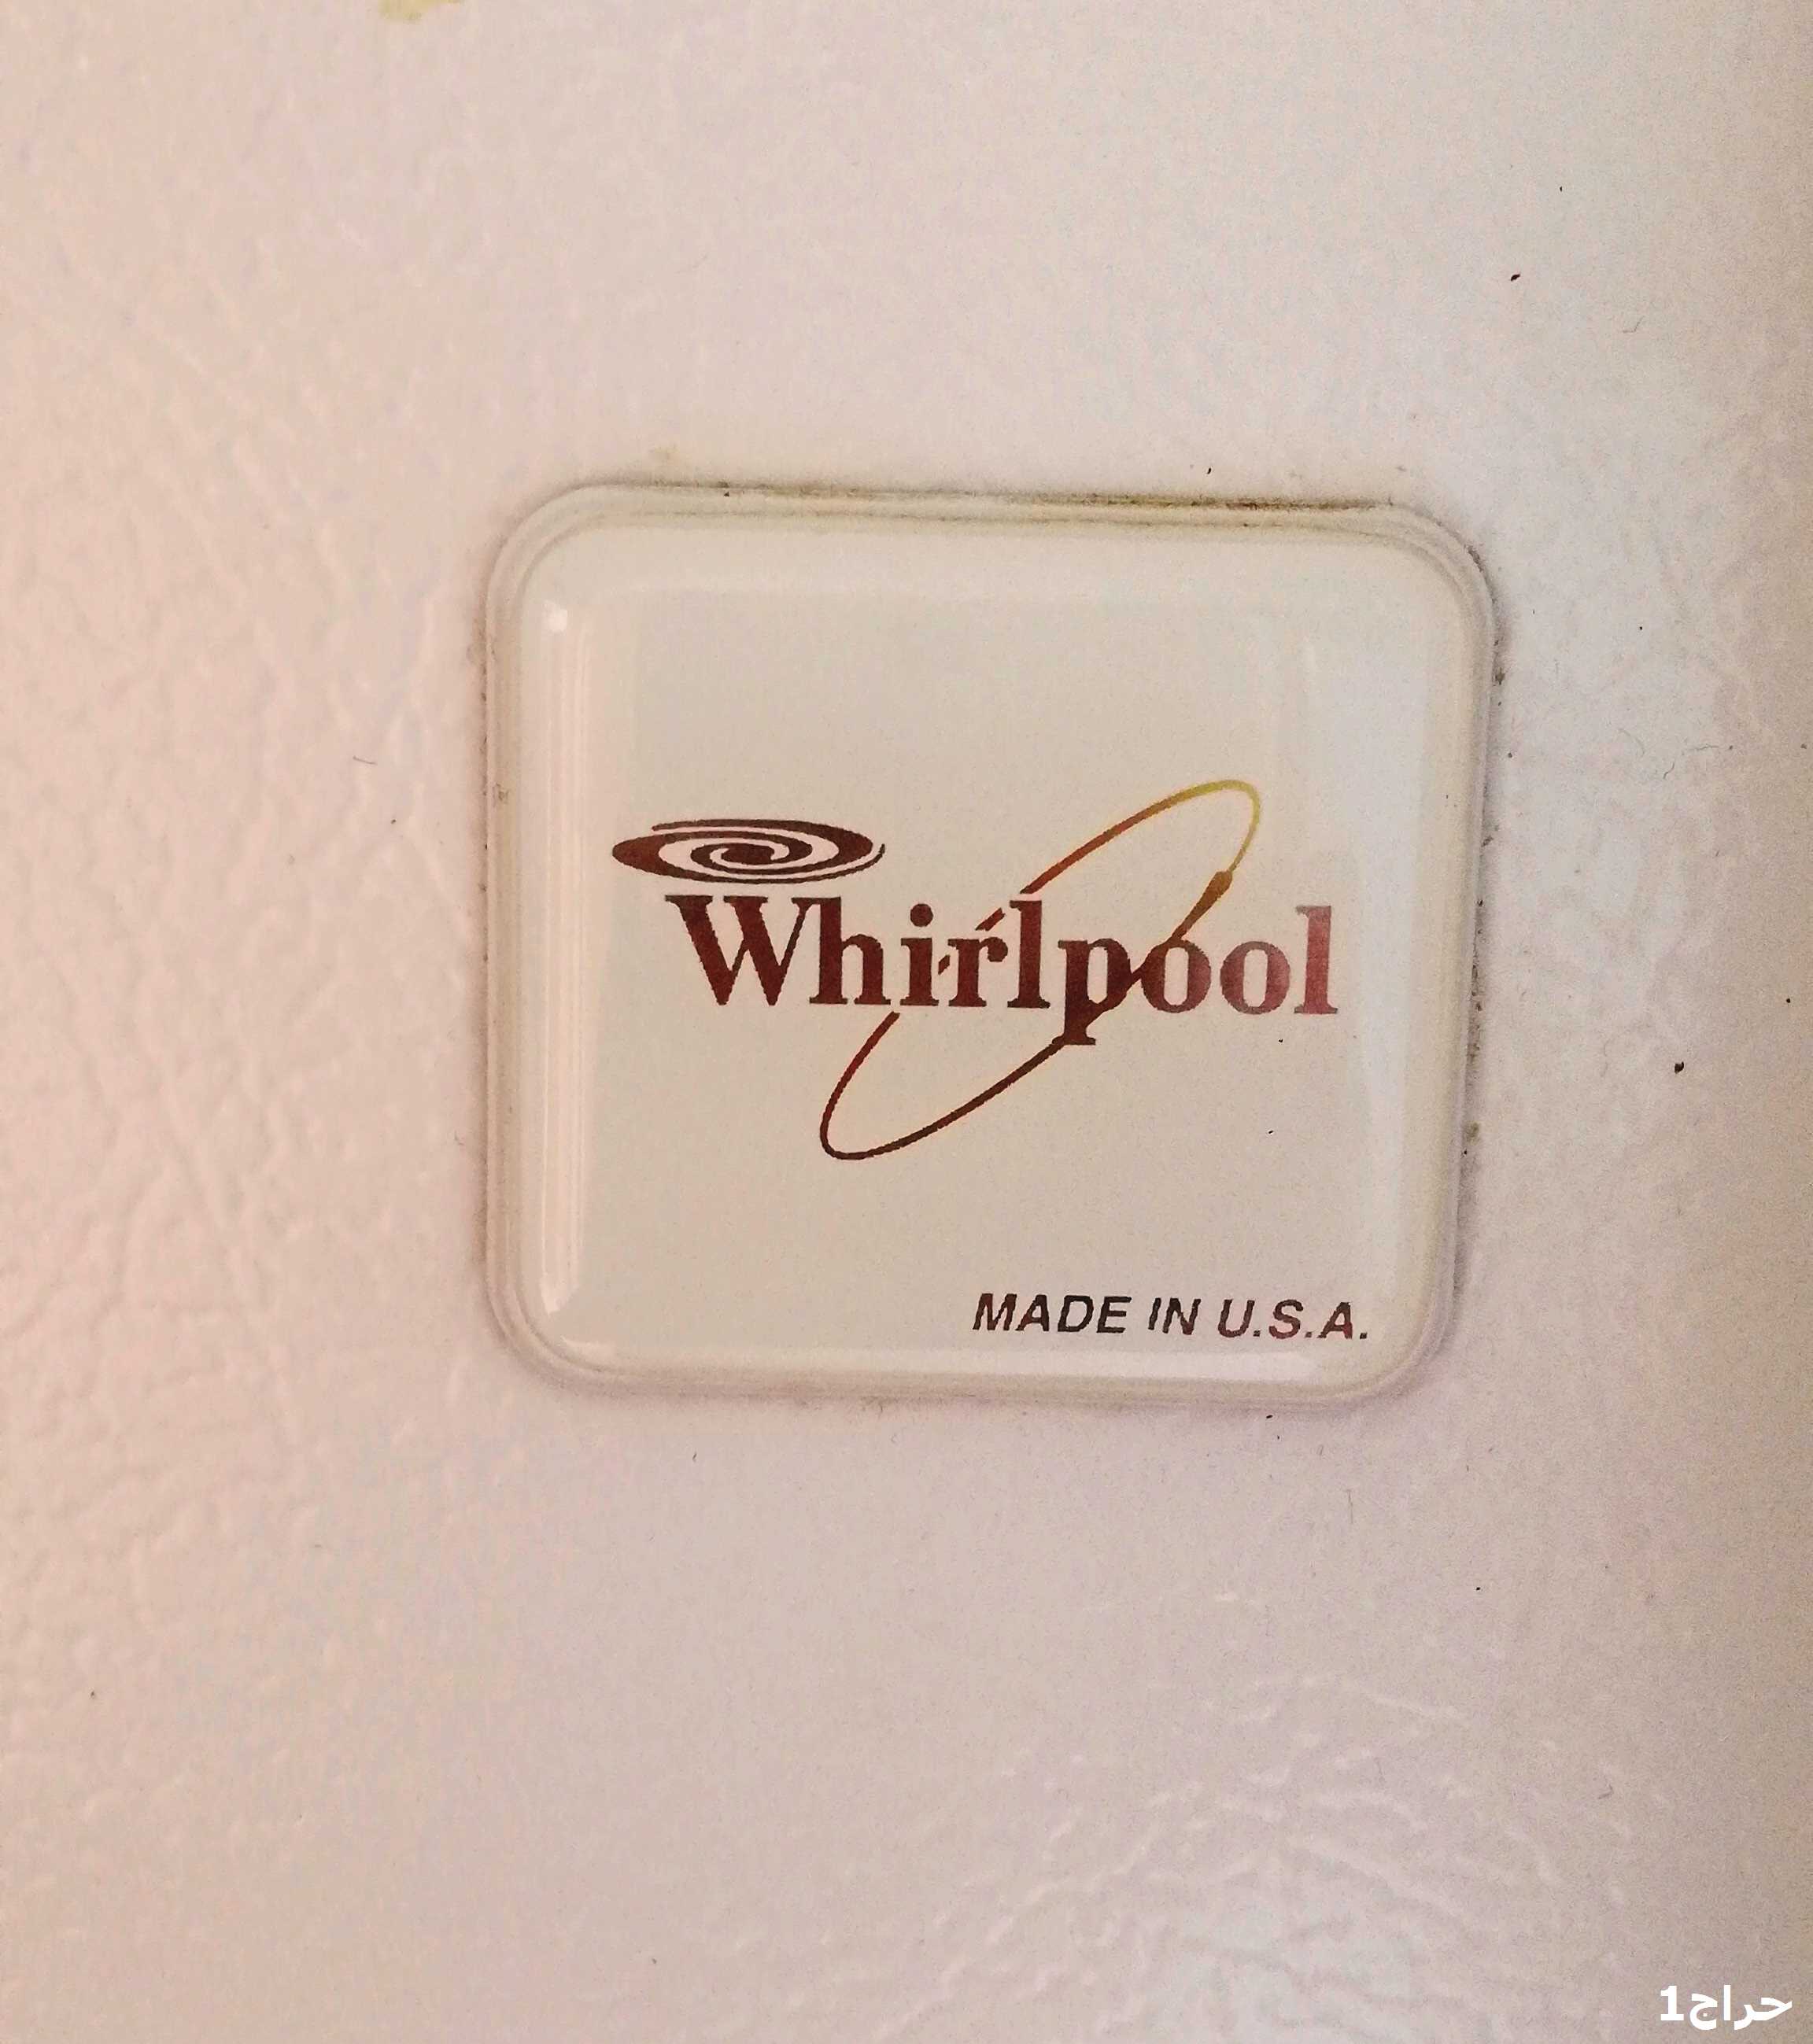 Whirlpool
MADE IN U.S.A.
حراج1